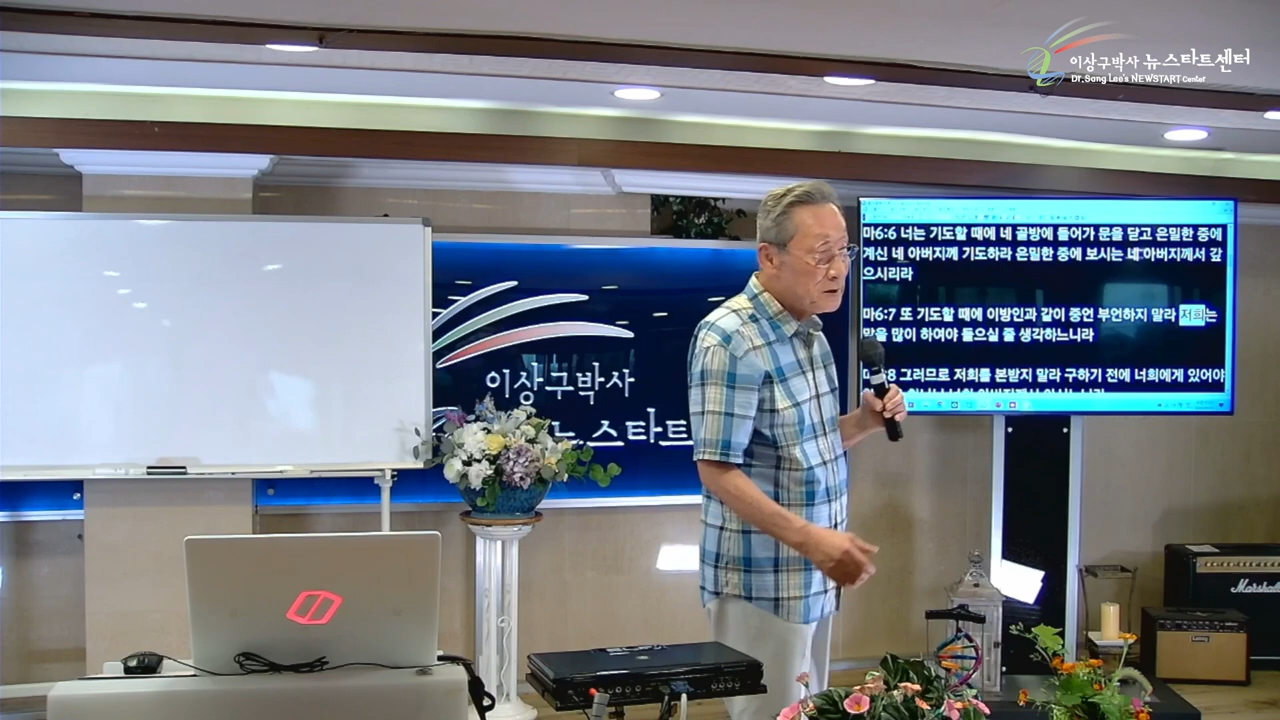 이상구박사 뉴스타트센터
Dr. Sang Lee's NEWSTART Center
마6:6 너는 기도할 때에 네 골방에 들어가 문을 닫고 은밀한 중에
계신 네 아버지께 기도하라 은밀한 중에 보시는 네 아버지께서 갚
으시리라
마6:7 또 기도할 때에 이방인과 같이 중언 부언하지 말라 저희는
말을 많이 하여야 들으실 줄 생각하느니라
8 그러므로 저희를 본받지 말라 구하기 전에 너희에게 있어야
이상구박사
뉴스타트
Marshall
Laney